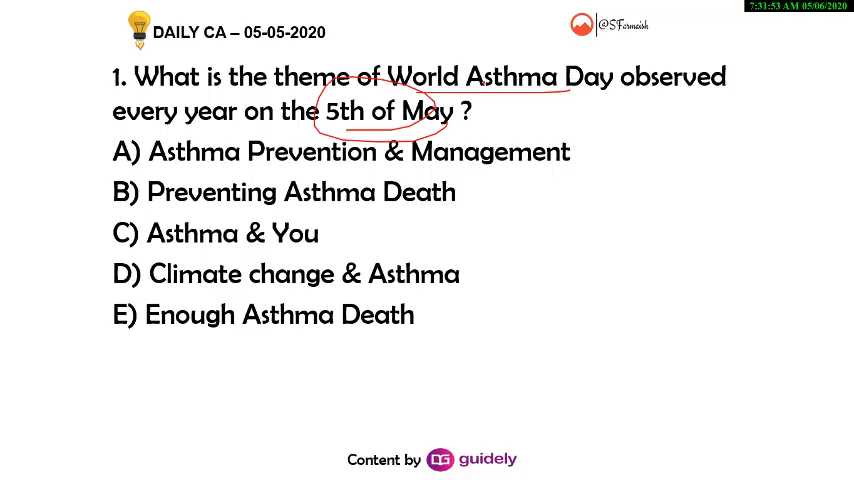 7:31:53 AM 05/06/2020
DAILY CA – 05-05-2020
@SFarmaish
1. What is the theme of World Asthma Day observed
every year on the 5th of May ?
A) Asthma Prevention & Management
B) Preventing Asthma Death
C) Asthma & You
D) Climate change & Asthma
E) Enough Asthma Death
Content by DG guidely